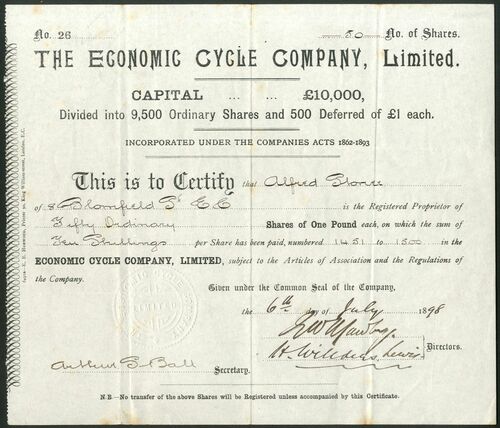 No. 26 50 No. of Shares.
THE ECONOMIC CYCLE COMPANY, Limited.
CAPITAL ... ... £10,000,
Divided into 9,500 Ordinary Shares and 500 Deferred of £1 each.
INCORPORATED UNDER THE COMPANIES ACTS 1862-1893
This is to Certify that Alfred
of 8 Blomfield St E.C is the Registered Proprietor of
Fifty Ordinary Shares of One Pound each, on which the sum of
Ten Shillings per Share has been paid, numbered 1451 to 1500 in the
ECONOMIC CYCLE COMPANY, LIMITED, subject to the Articles of Association and the Regulations of
the Company.
Given under the Common Seal of the Company,
the 6th day of July 1898
H. Willdens Lewis
Directors.
Arthur G. Ball Secretary.
N.B—No transfer of the above Shares will be Registered unless accompanied by this Certificate.